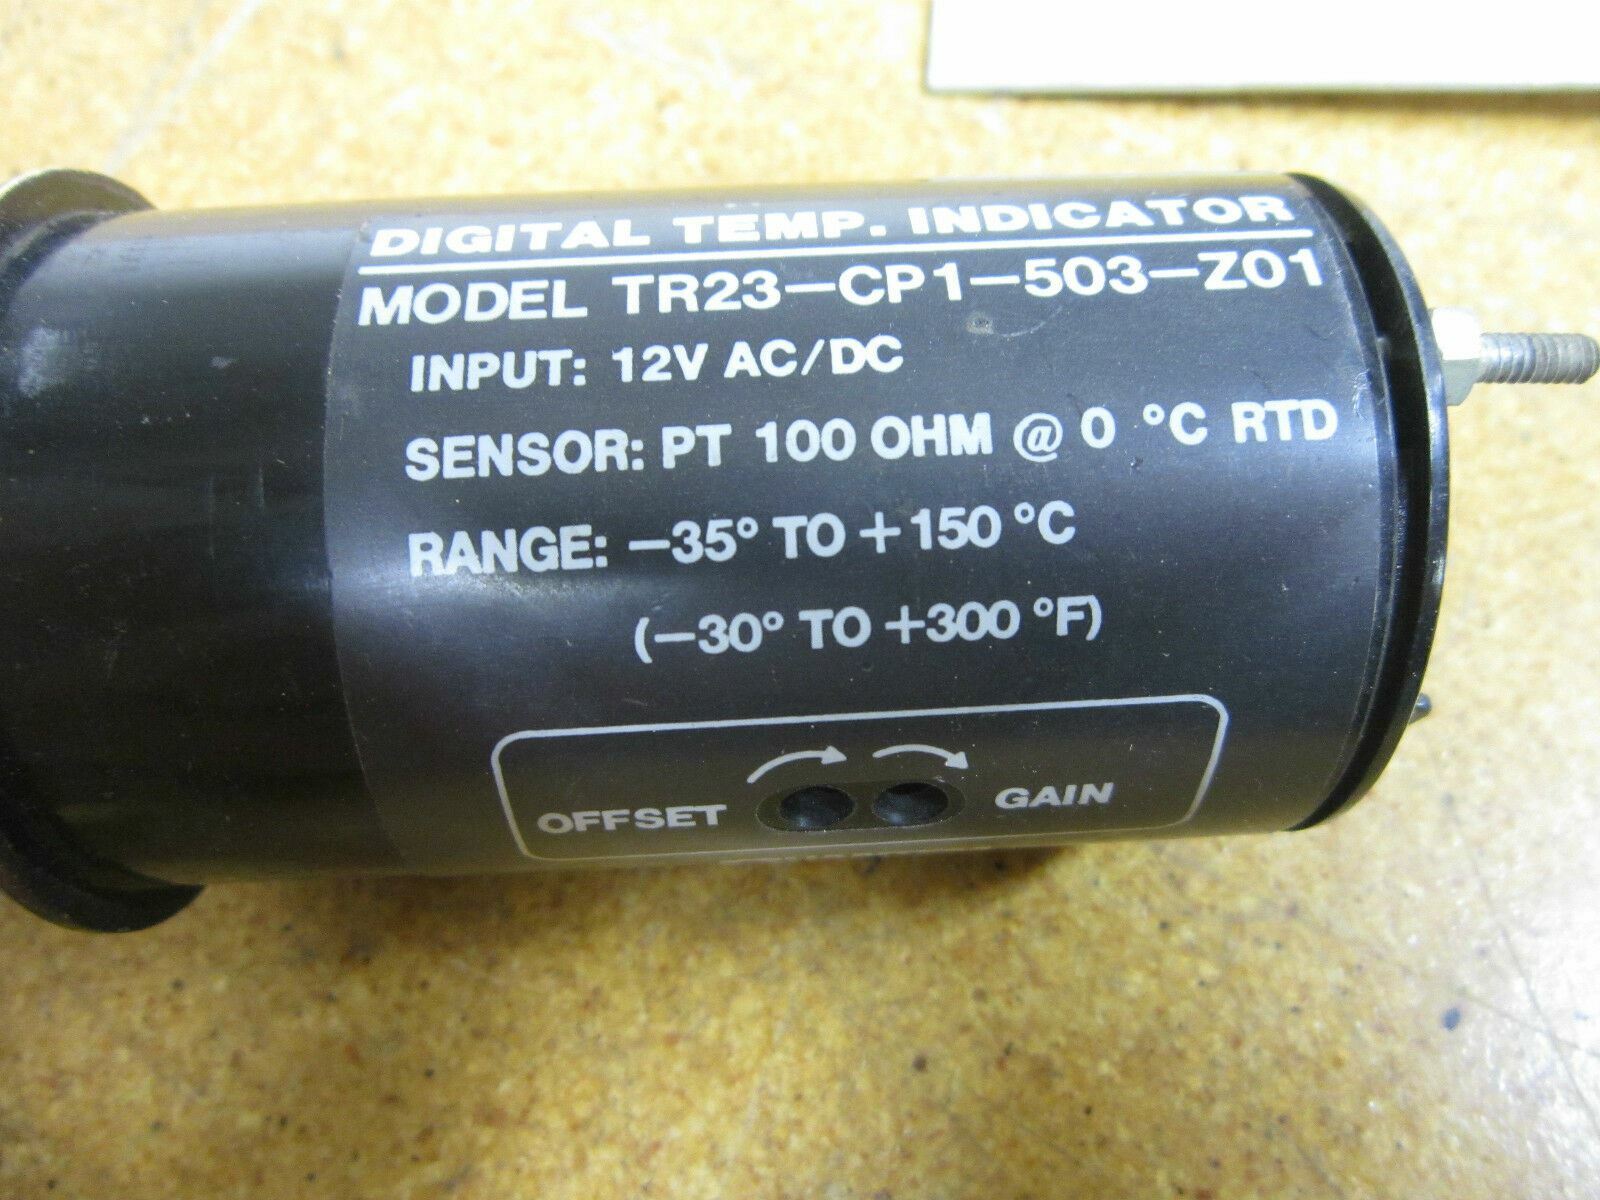 DIGITAL TEMP. INDICATOR
MODEL TR23-CP1-503-Z01
INPUT: 12V AC/DC
SENSOR: PT 100 OHM @ 0 °C RTD
RANGE: -35° TO +150 °C
(-30° TO +300 °F)
OFFSET GAIN